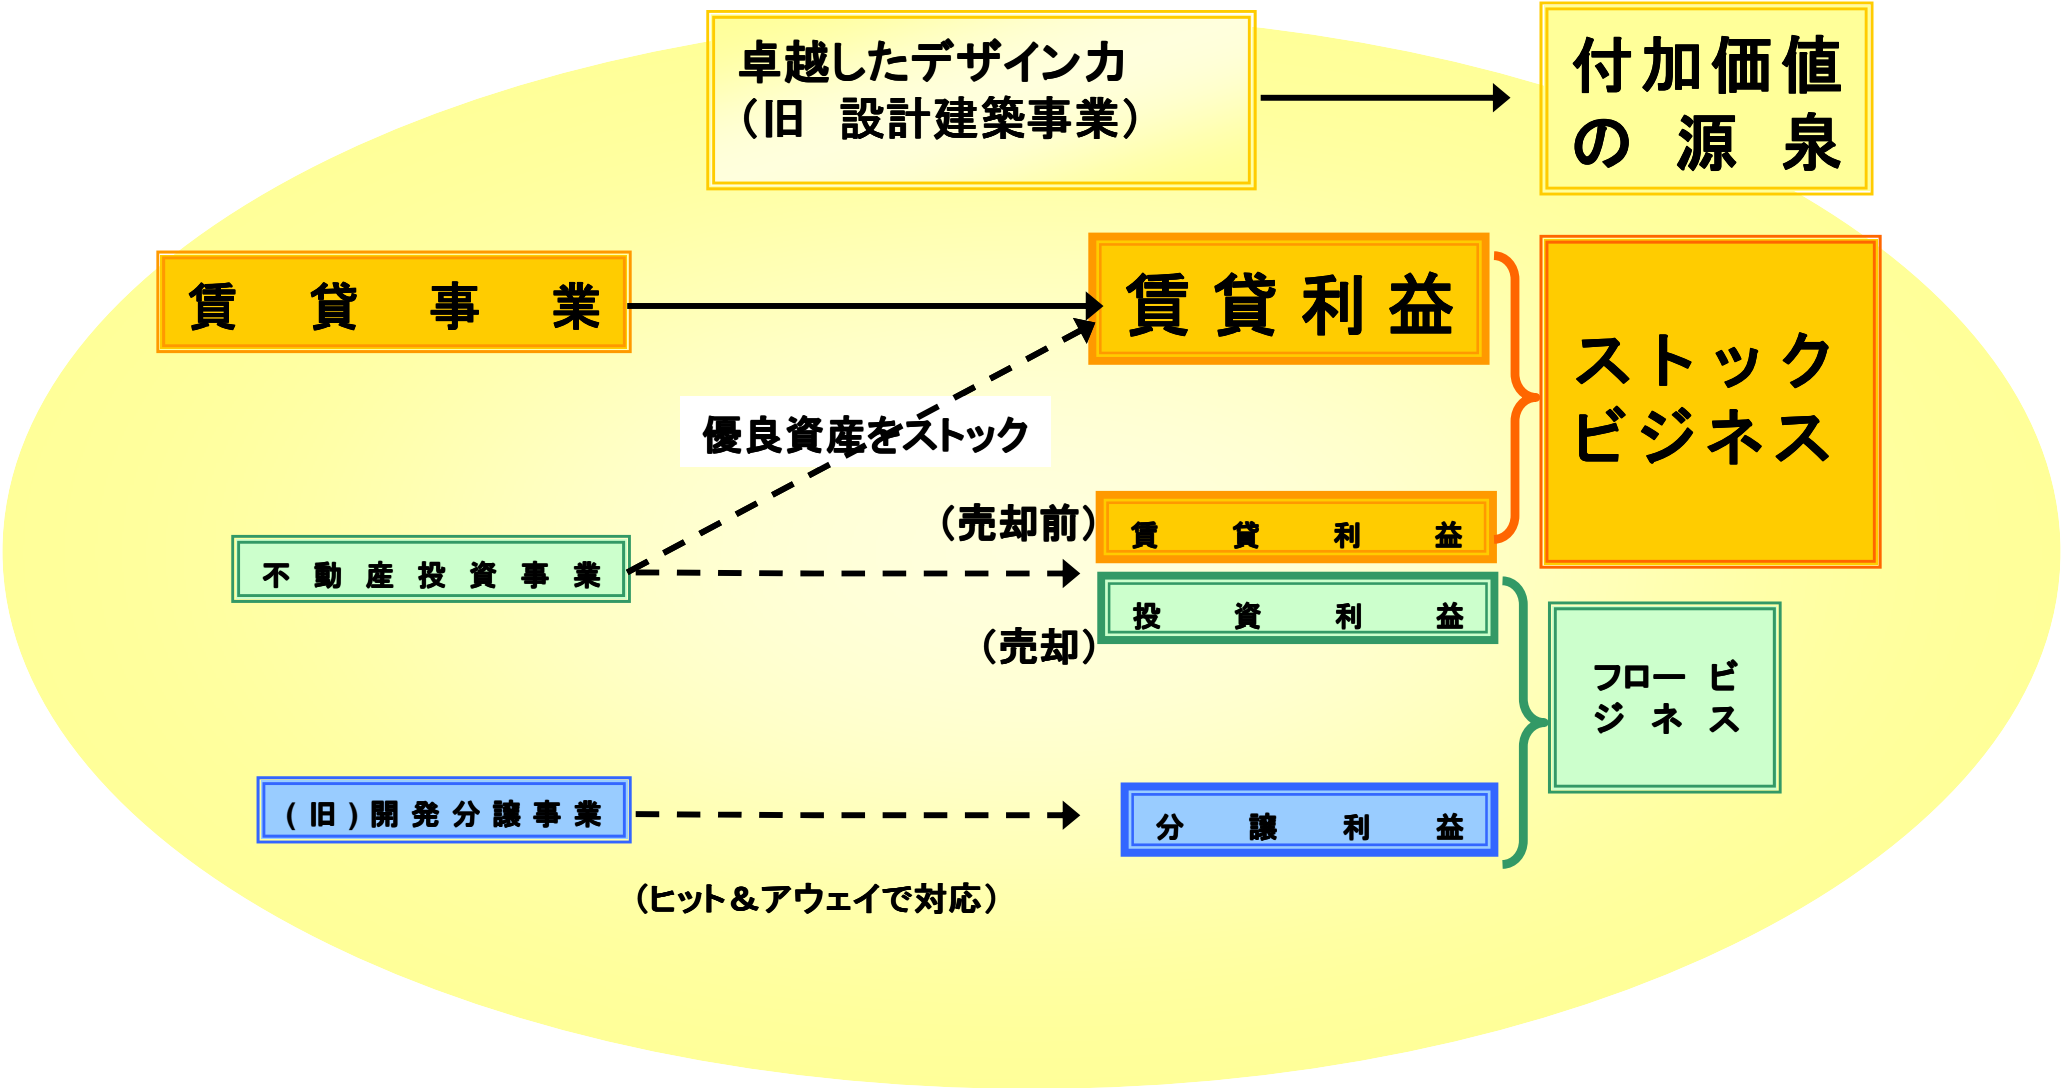 卓越したデザイン力
（旧　設計建築事業）
付加価値
の源泉
賃貸事業
賃貸利益
ストック
ビジネス
優良資産をストック
（売却前）
賃貸利益
不動産投資事業
投資利益
（売却）
フロービ
ジネス
(旧)開発分譲事業
分譲利益
（ヒット＆アウェイで対応）